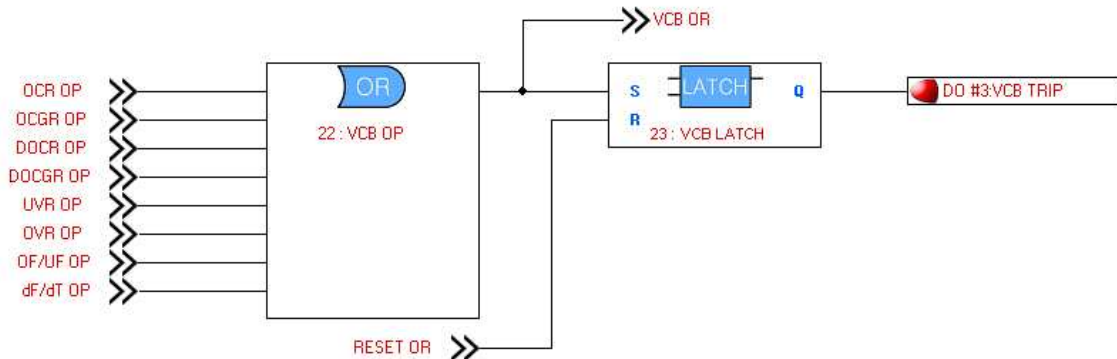 VCB OR
OCR OP
OR
S
LATCH
Q
DO #3:VCB TRIP
OCGR OP
22 : VCB OP
R
23 : VCB LATCH
DOCR OP
DOCGR OP
UVR OP
OVR OP
OF/UF OP
dF/dT OP
RESET OR